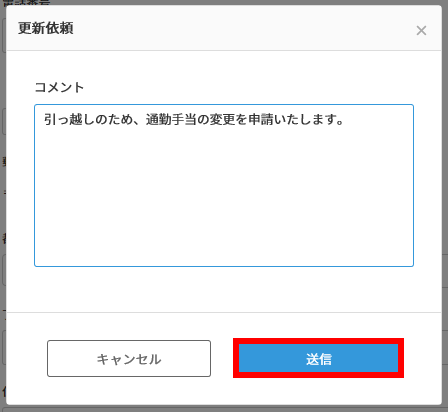 更新依頼
×
コメント
引っ越しのため、通勤手当の変更を申請いたします。
キャンセル
送信